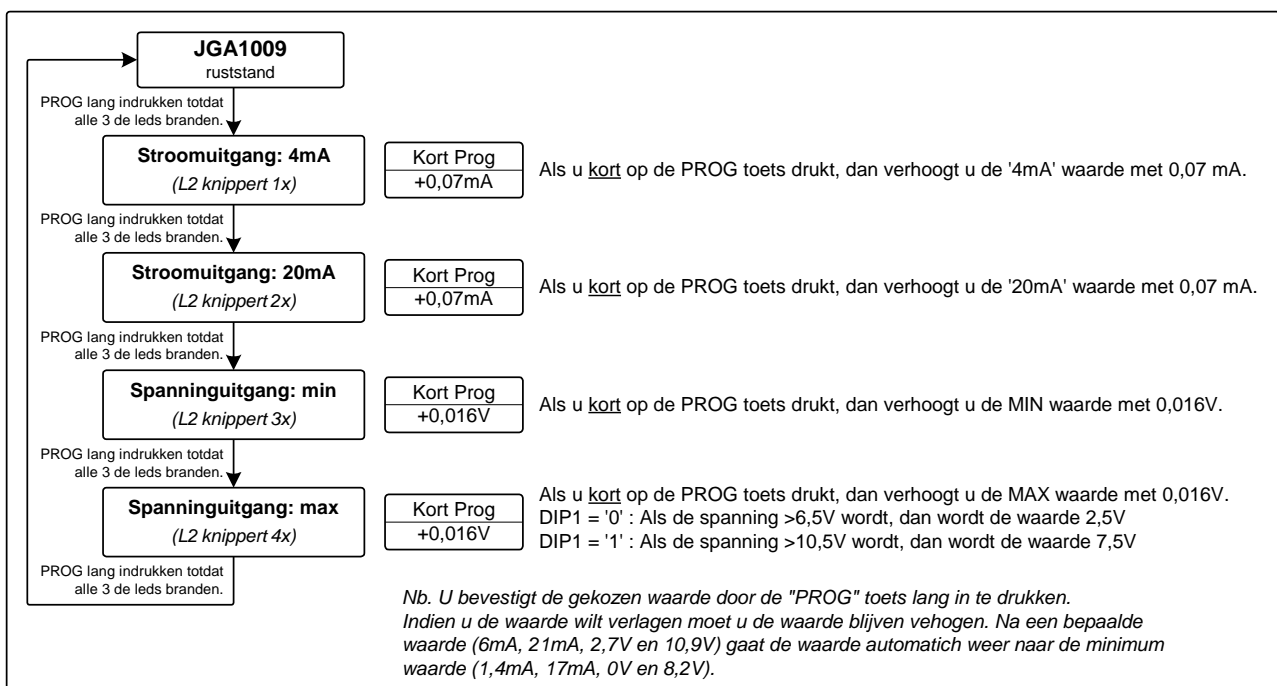 JGA1009
ruststand
PROG lang indrukken totdat
alle 3 de leds branden.
Stroomuitgang: 4mA
(L2 knippert 1x)
Kort Prog
+0,07mA
Als u kort op de PROG toets drukt, dan verhoogt u de '4mA' waarde met 0,07 mA.
PROG lang indrukken totdat
alle 3 de leds branden.
Stroomuitgang: 20mA
(L2 knippert 2x)
Kort Prog
+0,07mA
Als u kort op de PROG toets drukt, dan verhoogt u de '20mA' waarde met 0,07 mA.
PROG lang indrukken totdat
alle 3 de leds branden.
Spanninguitgang: min
(L2 knippert 3x)
Kort Prog
+0,016V
Als u kort op de PROG toets drukt, dan verhoogt u de MIN waarde met 0,016V.
PROG lang indrukken totdat
alle 3 de leds branden.
Spanninguitgang: max
(L2 knippert 4x)
Kort Prog
+0,016V
Als u kort op de PROG toets drukt, dan verhoogt u de MAX waarde met 0,016V.
DIP1 = '0' : Als de spanning >6,5V wordt, dan wordt de waarde 2,5V
DIP1 = '1' : Als de spanning >10,5V wordt, dan wordt de waarde 7,5V
PROG lang indrukken totdat
alle 3 de leds branden.
Nb. U bevestigt de gekozen waarde door de "PROG" toets lang in te drukken.
Indien u de waarde wilt verlagen moet u de waarde blijven vehogen. Na een bepaalde
waarde (6mA, 21mA, 2,7V en 10,9V) gaat de waarde automatich weer naar de minimum
waarde (1,4mA, 17mA, 0V en 8,2V).